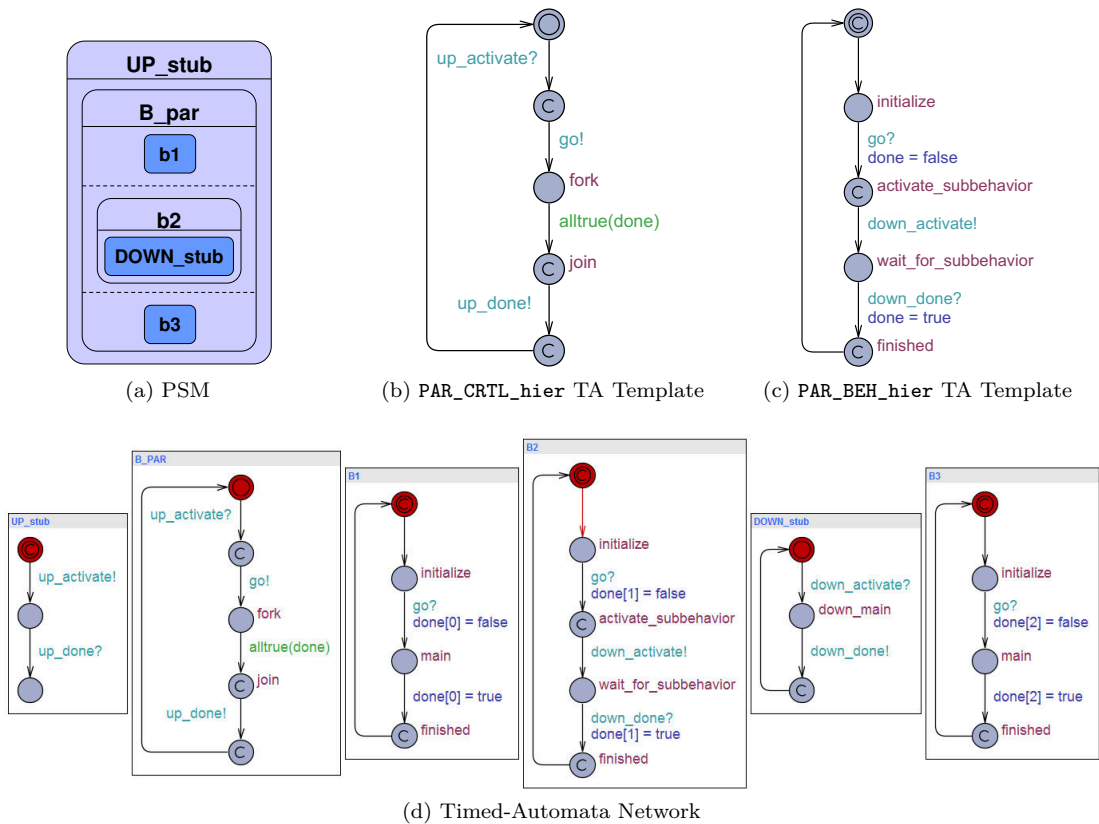 UP_stub
B_par
b1
b2
DOWN_stub
b3
(a) PSM
up_activate?
C
go!
fork
alltrue(done)
C
join
up_done!
C
(b) PAR_CRTL_hier TA Template
C
initialize
go?
done = false
C
activate_subbehavior
down_activate!
wait_for_subbehavior
down_done?
done = true
C
finished
(c) PAR_BEH_hier TA Template
UP_stub
C
up_activate!
up_done?
B_PAR
up_activate?
C
go!
fork
alltrue(done)
C
join
up_done!
C
B1
C
initialize
go?
done[0] = false
main
done[0] = true
C
finished
B2
C
initialize
go?
done[1] = false
C
activate_subbehavior
down_activate!
wait_for_subbehavior
down_done?
done[1] = true
C
finished
DOWN_stub
down_activate?
down_main
down_done!
C
B3
C
initialize
go?
done[2] = false
main
done[2] = true
C
finished
(d) Timed-Automata Network